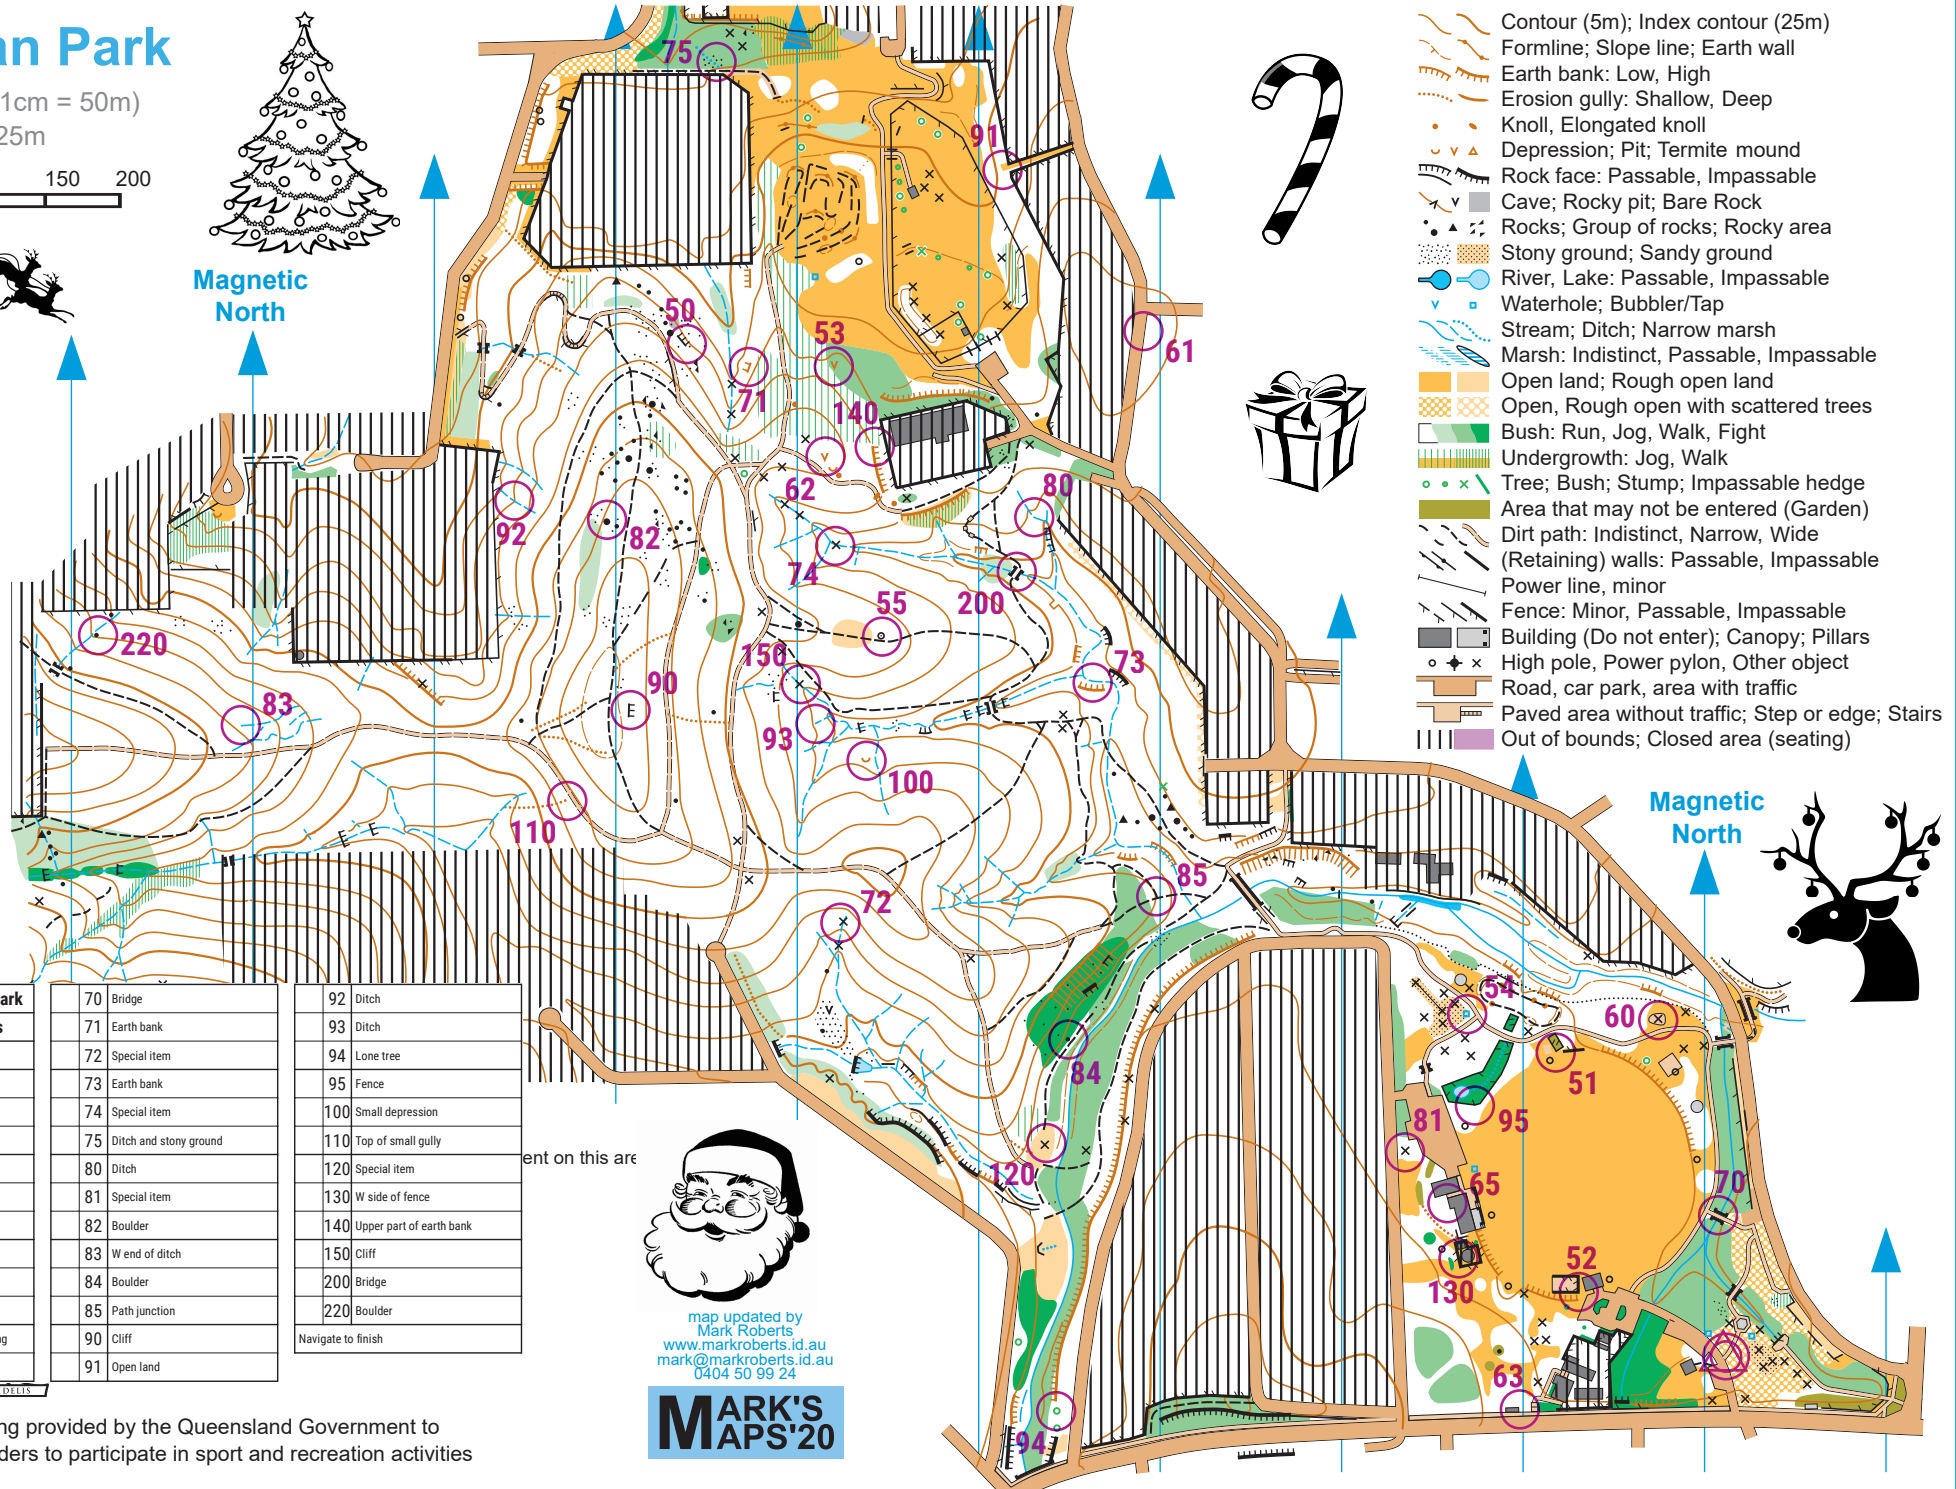 an Park
1cm = 50m)
25m
150 200
Magnetic
North
75
91
50
53
61
71
140
62
80
92
82
74
200
55
220
150
73
90
83
93
100
110
85
72
54
60
84
51
95
81
120
65
70
52
130
63
94
Contour (5m); Index contour (25m)
Formline; Slope line; Earth wall
Earth bank: Low, High
Erosion gully: Shallow, Deep
Knoll, Elongated knoll
Depression; Pit; Termite mound
Rock face: Passable, Impassable
Cave; Rocky pit; Bare Rock
Rocks; Group of rocks; Rocky area
Stony ground; Sandy ground
River, Lake: Passable, Impassable
Waterhole; Bubbler/Tap
Stream; Ditch; Narrow marsh
Marsh: Indistinct, Passable, Impassable
Open land; Rough open land
Open, Rough open with scattered trees
Bush: Run, Jog, Walk, Fight
Undergrowth: Jog, Walk
Tree; Bush; Stump; Impassable hedge
Area that may not be entered (Garden)
Dirt path: Indistinct, Narrow, Wide
(Retaining) walls: Passable, Impassable
Power line, minor
Fence: Minor, Passable, Impassable
Building (Do not enter); Canopy; Pillars
High pole, Power pylon, Other object
Road, car park, area with traffic
Paved area without traffic; Step or edge; Stairs
Out of bounds; Closed area (seating)
Magnetic
North
ark
s
g
70 Bridge
71 Earth bank
72 Special item
73 Earth bank
74 Special item
75 Ditch and stony ground
80 Ditch
81 Special item
82 Boulder
83 W end of ditch
84 Boulder
85 Path junction
90 Cliff
91 Open land
92 Ditch
93 Ditch
94 Lone tree
95 Fence
100 Small depression
110 Top of small gully
120 Special item
130 W side of fence
140 Upper part of earth bank
150 Cliff
200 Bridge
220 Boulder
Navigate to finish
ent on this are
DELIS
ng provided by the Queensland Government to
ders to participate in sport and recreation activities
map updated by
Mark Roberts
www.markroberts.id.au
mark@markroberts.id.au
0404 50 99 24
MARK'S
MAPS'20